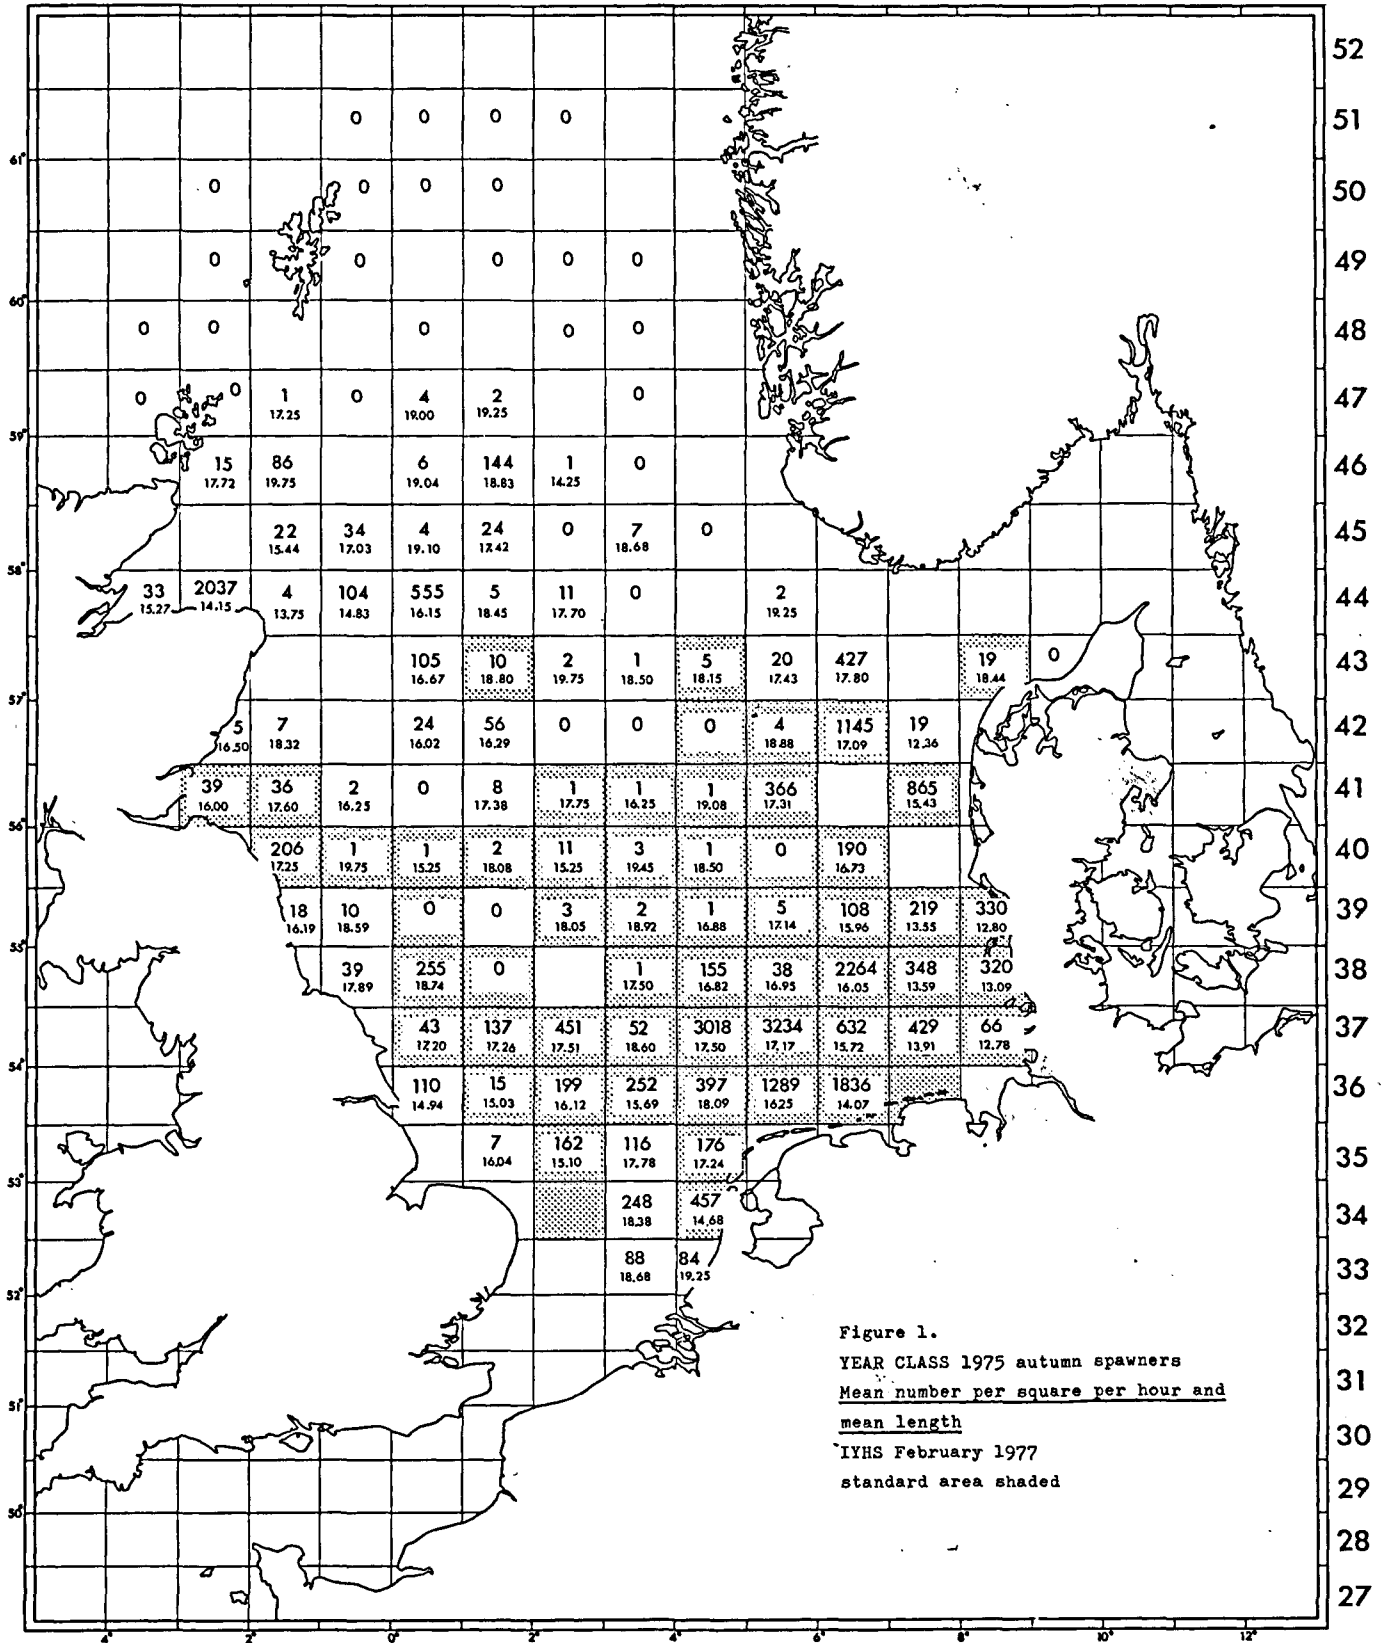 52
0 0 0 0 51
61°
0 0 0 0 50
0 0 0 0 0 49
60°
0 0 0 0 0 48
0 0 1 0 4 2 0 47
17.25 19.00 19.25
59°
15 86 6 144 1 0 46
17.72 19.75 19.04 18.83 14.25
22 34 4 24 0 7 0 45
15.44 17.03 19.10 17.42 18.68
58°
33 2037 4 104 555 5 11 0 2 44
15.27 14.15 13.75 14.83 16.15 18.45 17.70 19.25
105 10 2 1 5 20 427 19 0 43
16.67 18.80 19.75 18.50 18.15 17.43 17.80 18.44
57°
5 7 24 56 0 0 0 4 1145 19 42
16.50 18.32 16.02 16.29 18.88 17.09 12.36
39 36 2 0 8 1 1 1 366 865 41
16.00 17.60 16.25 17.38 17.75 16.25 19.08 17.31 15.43
56°
206 1 1 2 11 3 1 0 190 40
17.25 19.75 15.25 18.08 15.25 19.45 18.50 16.73
18 10 0 0 3 2 1 5 108 219 330 39
16.19 18.59 18.05 18.92 16.88 17.14 15.96 13.55 12.80
55°
39 255 0 1 155 38 2264 348 320 38
17.89 18.74 17.50 16.82 16.95 16.05 13.59 13.09
43 137 451 52 3018 3234 632 429 66 37
17.20 17.26 17.51 18.60 17.50 17.17 15.72 13.91 12.78
54°
110 15 199 252 397 1289 1836 36
14.94 15.03 16.12 15.69 18.09 16.25 14.07
7 162 116 176 35
16.04 15.10 17.78 17.24
53°
248 457 34
18.38 14.68
88 84 33
18.68 19.25
52°
32
Figure 1.
YEAR CLASS 1975 autumn spawners
31
Mean number per square per hour and
51°
mean length
30
IYHS February 1977
standard area shaded
29
50°
28
27
4° 2° 0° 2° 4° 6° 8° 10° 12°